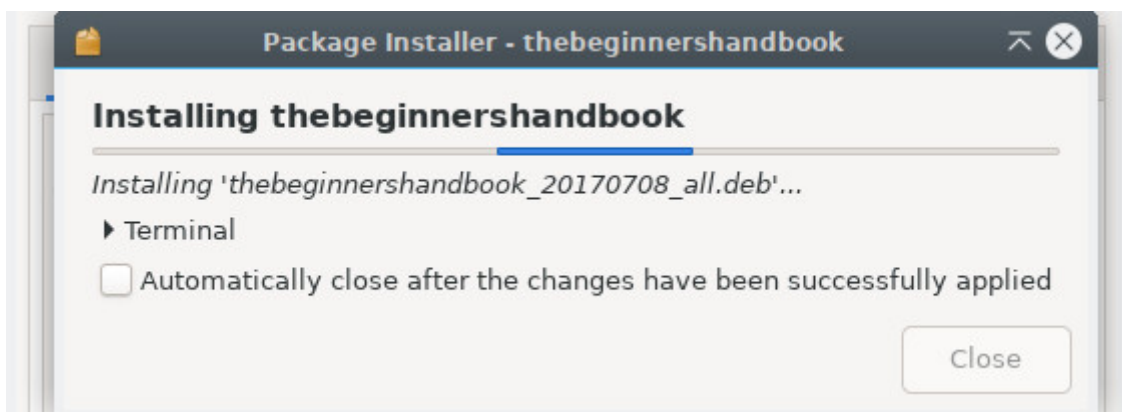 Package Installer - thebeginnershandbook
Installing thebeginnershandbook
Installing 'thebeginnershandbook_20170708_all.deb'...
Terminal
Automatically close after the changes have been successfully applied
Close